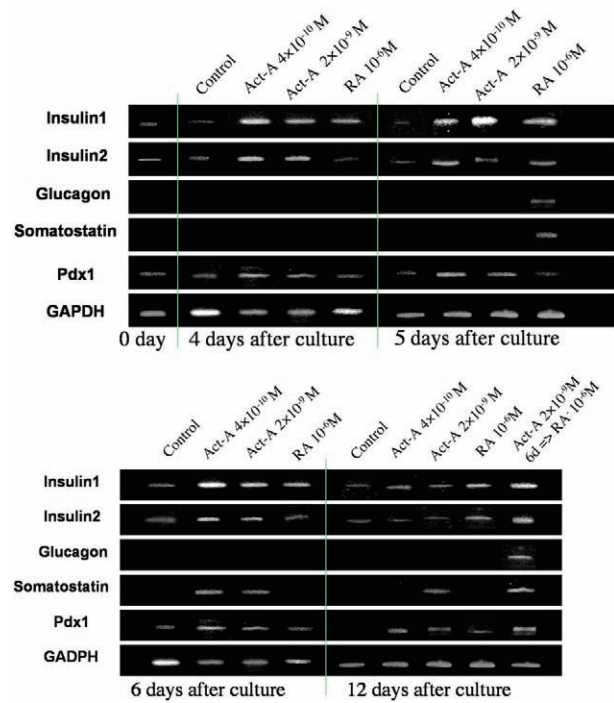 Control Act-A 4×10⁻¹⁰M Act-A 2×10⁻⁹M RA 10⁻⁶M Control Act-A 4×10⁻¹⁰M Act-A 2×10⁻⁹M RA 10⁻⁶M
Insulin1
Insulin2
Glucagon
Somatostatin
Pdx1
GAPDH
0 day 4 days after culture 5 days after culture
Control Act-A 4×10⁻¹⁰M Act-A 2×10⁻⁹M RA 10⁻⁶M Control Act-A 4×10⁻¹⁰M Act-A 2×10⁻⁹M RA 10⁻⁶M Act-A 2×10⁻⁹M
6d => RA⁻ 10⁻⁶M
Insulin1
Insulin2
Glucagon
Somatostatin
Pdx1
GADPH
6 days after culture 12 days after culture